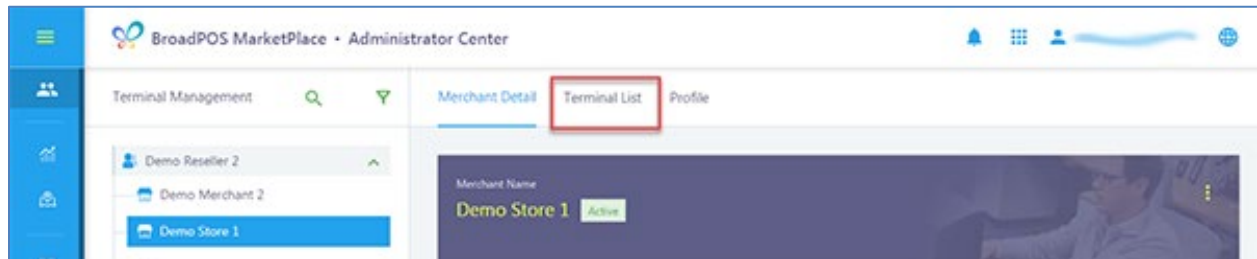 BroadPOS MarketPlace • Administrator Center
Terminal Management
Merchant Detail Terminal List Profile
Demo Reseller 2
Demo Merchant 2
Demo Store 1
Merchant Name
Demo Store 1 Active